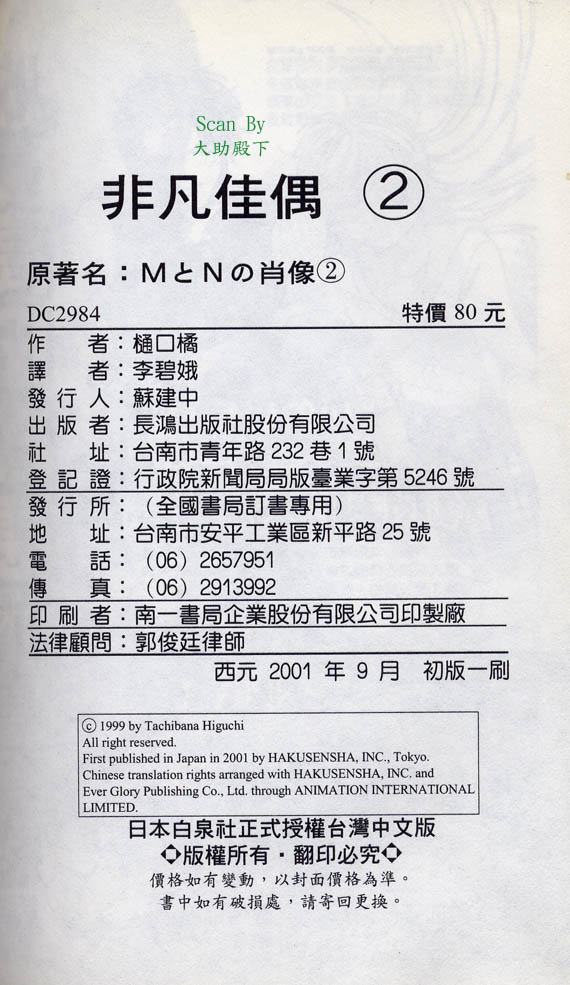 Scan By
大助殿下
非凡佳偶 ②
原著名：MとNの肖像②
DC2984 特價 80 元
作者：樋口橘
譯者：李碧娥
發行人：蘇建中
出版者：長鴻出版社股份有限公司
社址：台南市青年路 232 巷 1 號
登記證：行政院新聞局局版臺業字第 5246 號
發行所：（全國書局訂書專用）
地址：台南市安平工業區新平路 25 號
電話：（06）2657951
傳真：（06）2913992
印刷者：南一書局企業股份有限公司印製廠
法律顧問：郭俊廷律師
西元 2001 年 9 月 初版一刷
ⓒ 1999 by Tachibana Higuchi
All right reserved.
First published in Japan in 2001 by HAKUSENSHA, INC., Tokyo.
Chinese translation rights arranged with HAKUSENSHA, INC. and
Ever Glory Publishing Co., Ltd. through ANIMATION INTERNATIONAL
LIMITED.
日本白泉社正式授權台灣中文版
◇版權所有・翻印必究◇
價格如有變動，以封面價格為準。
書中如有破損處，請寄回更換。